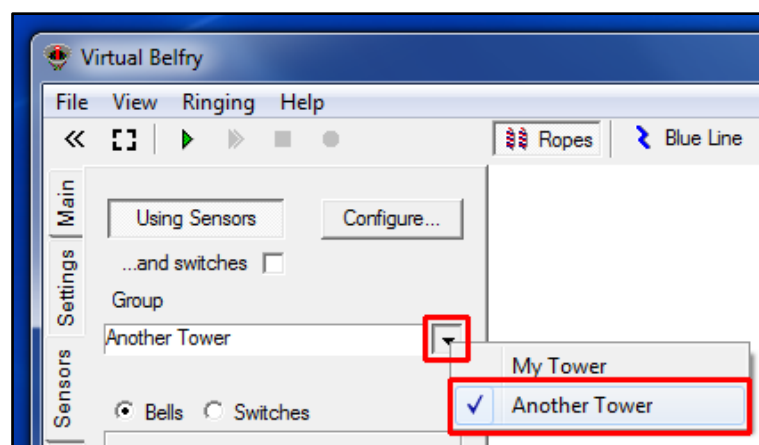 Virtual Belfry
File View Ringing Help
Ropes Blue Line
Main
Settings
Sensors
Using Sensors Configure...
...and switches
Group
Another Tower
My Tower
Another Tower
Bells Switches